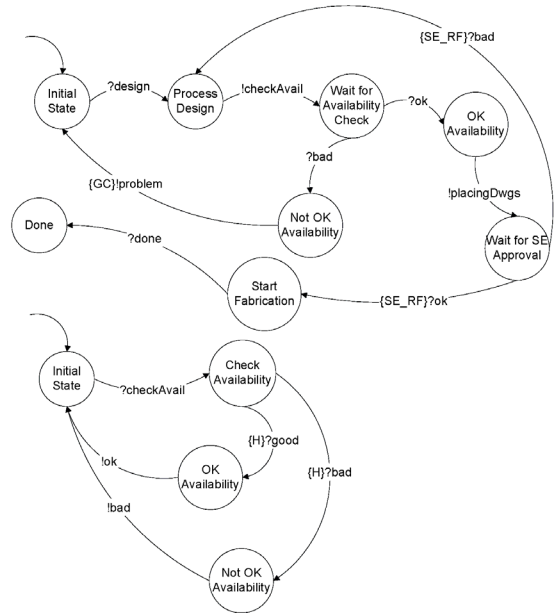 {SE_RF}?bad
Initial
State
?design
Process
Design
!checkAvail
Wait for
Availability
Check
?ok
OK
Availability
?bad
{GC}!problem
!placingDwgs
Not OK
Availability
Done
?done
Wait for SE
Approval
Start
Fabrication
{SE_RF}?ok
Initial
State
?checkAvail
Check
Availability
{H}?good
!ok
OK
Availability
{H}?bad
!bad
Not OK
Availability